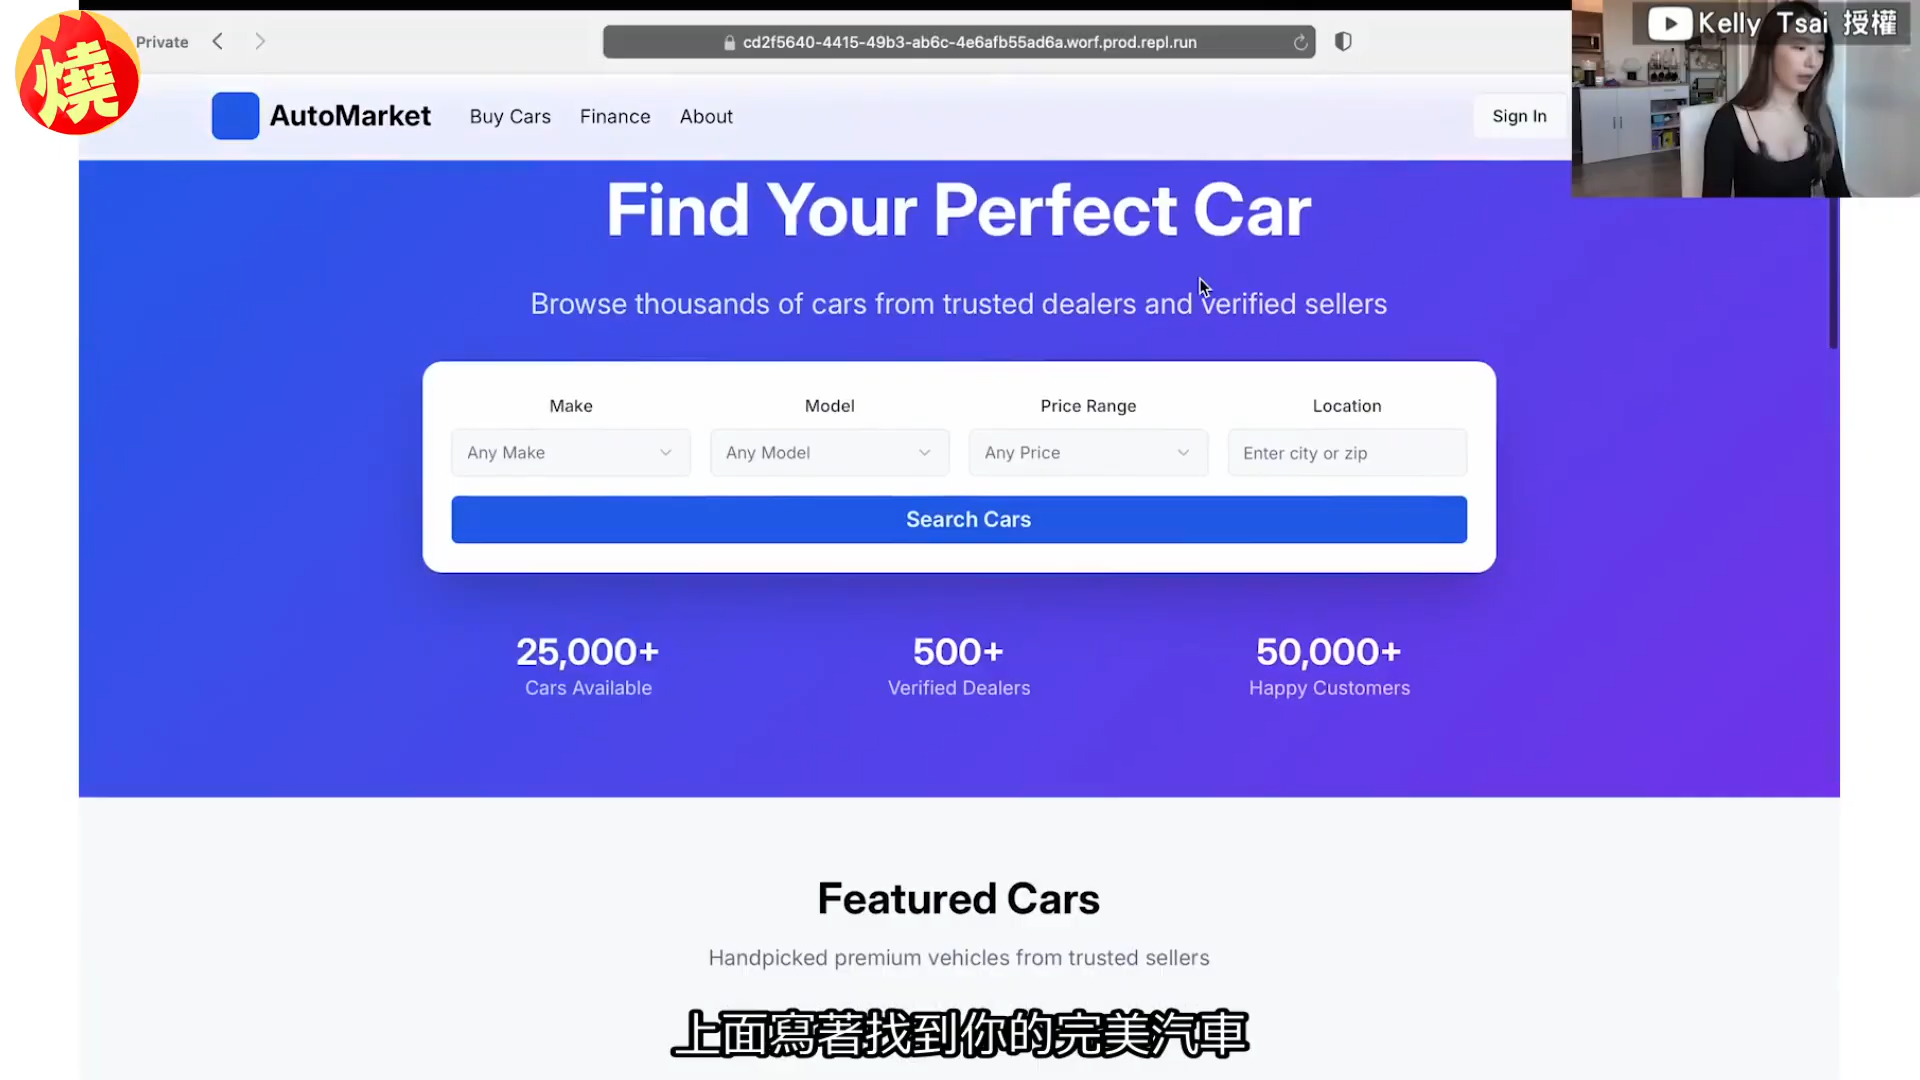 燒
Private
cd2f5640-4415-49b3-ab6c-4e6afb55ad6a.worf.prod.repl.run
Kelly Tsai 授權
AutoMarket
Buy Cars
Finance
About
Sign In
Find Your Perfect Car
Browse thousands of cars from trusted dealers and verified sellers
Make
Model
Price Range
Location
Any Make
Any Model
Any Price
Enter city or zip
Search Cars
25,000+
500+
50,000+
Cars Available
Verified Dealers
Happy Customers
Featured Cars
Handpicked premium vehicles from trusted sellers
上面寫著找到你的完美汽車